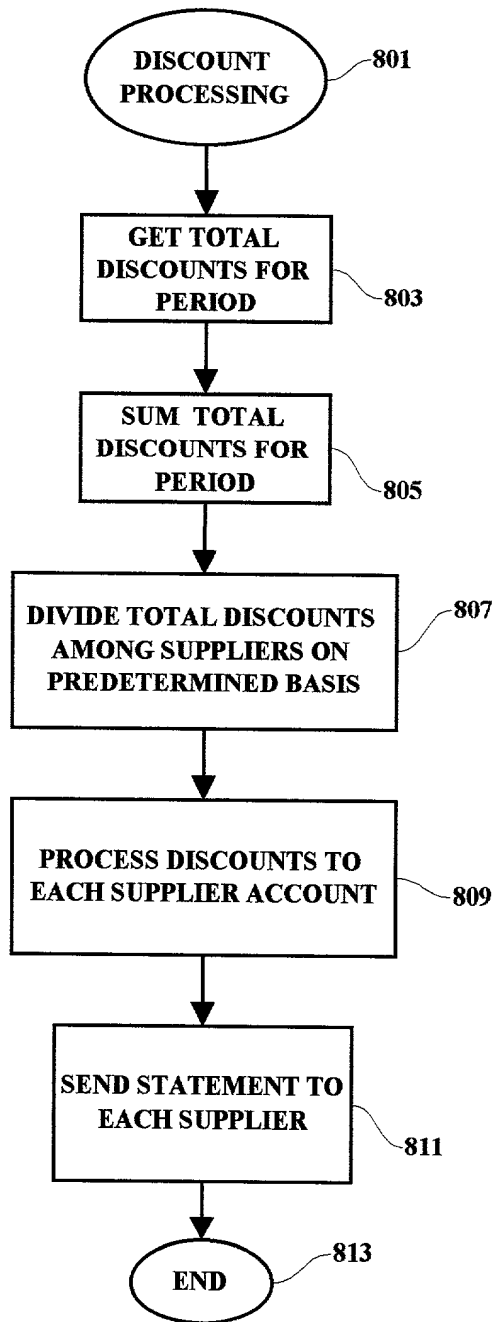 DISCOUNT
PROCESSING
801
GET TOTAL
DISCOUNTS FOR
PERIOD
803
SUM TOTAL
DISCOUNTS FOR
PERIOD
805
DIVIDE TOTAL DISCOUNTS
AMONG SUPPLIERS ON
PREDETERMINED BASIS
807
PROCESS DISCOUNTS TO
EACH SUPPLIER ACCOUNT
809
SEND STATEMENT TO
EACH SUPPLIER
811
END
813